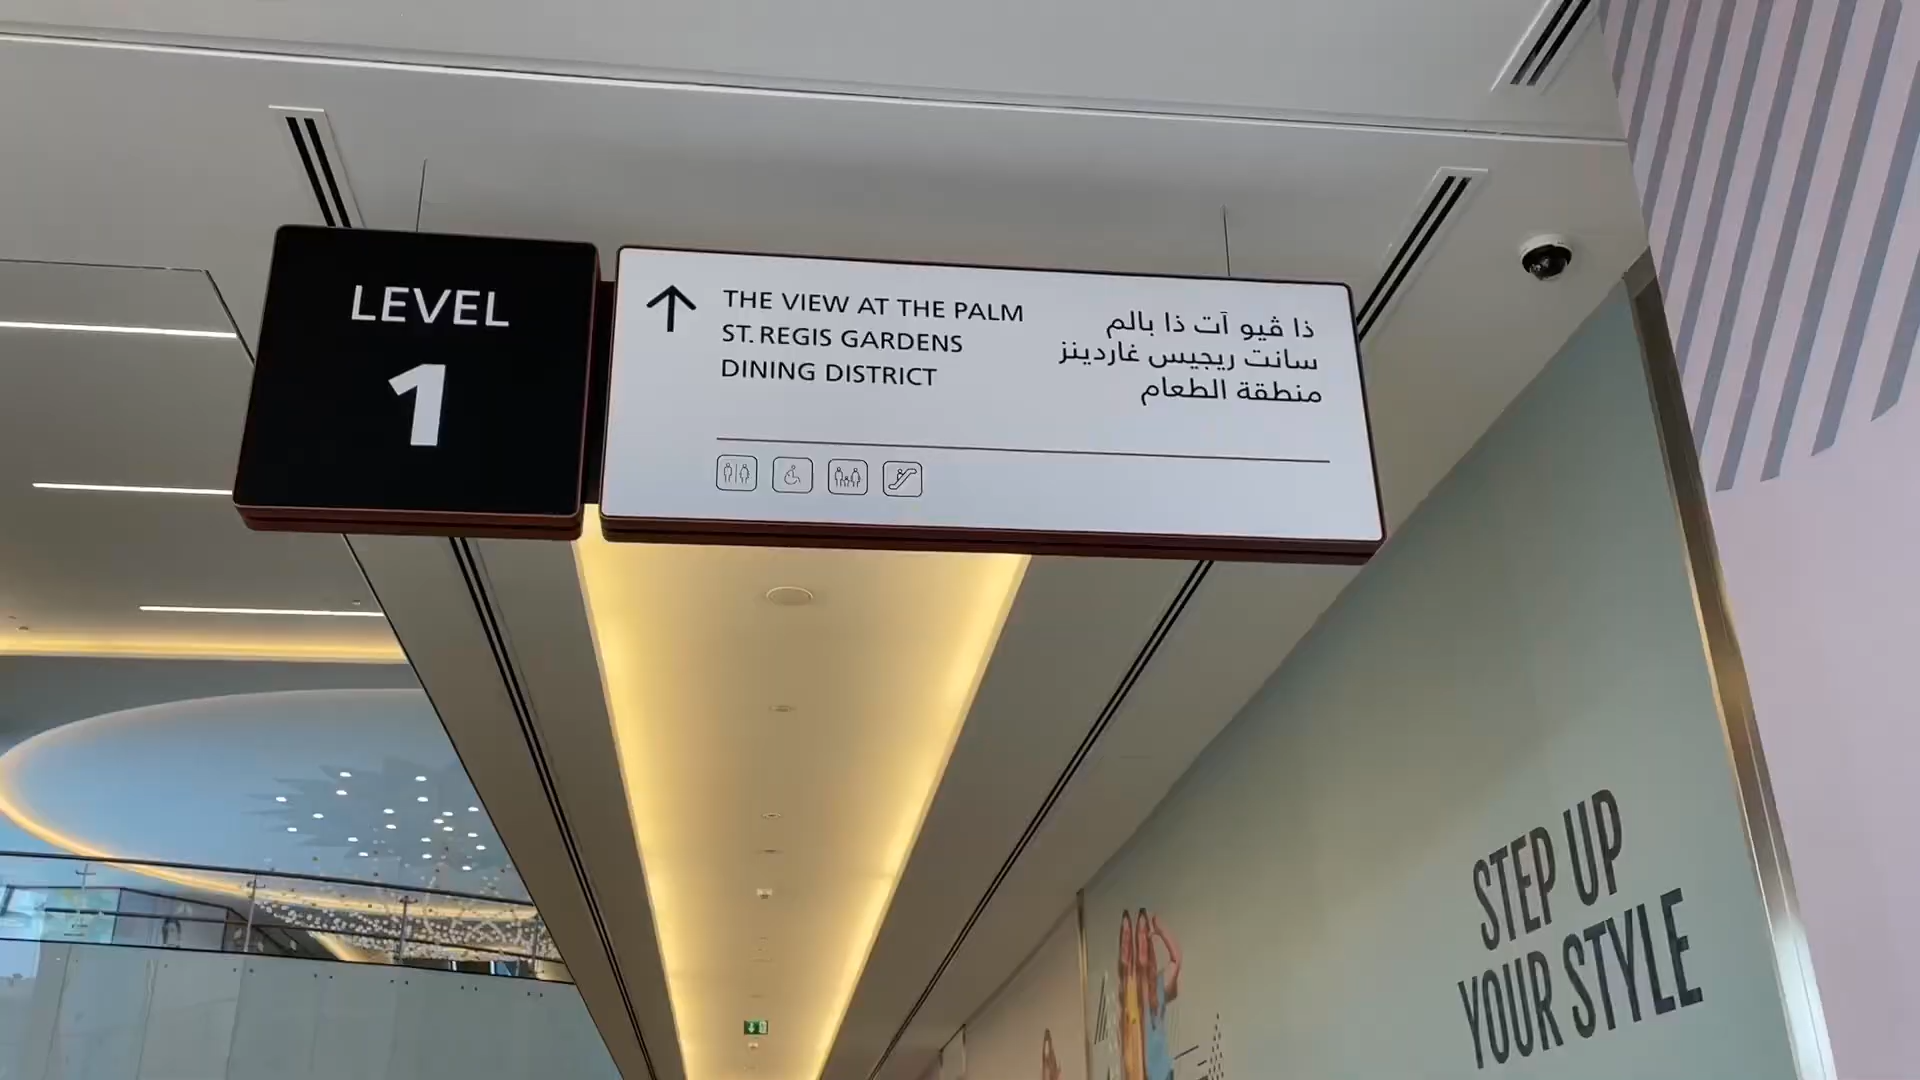 LEVEL
1
THE VIEW AT THE PALM
ST. REGIS GARDENS
DINING DISTRICT
ذا ڤيو آت ذا بالم
سانت ريجيس غاردينز
منطقة الطعام
STEP UP
YOUR STYLE